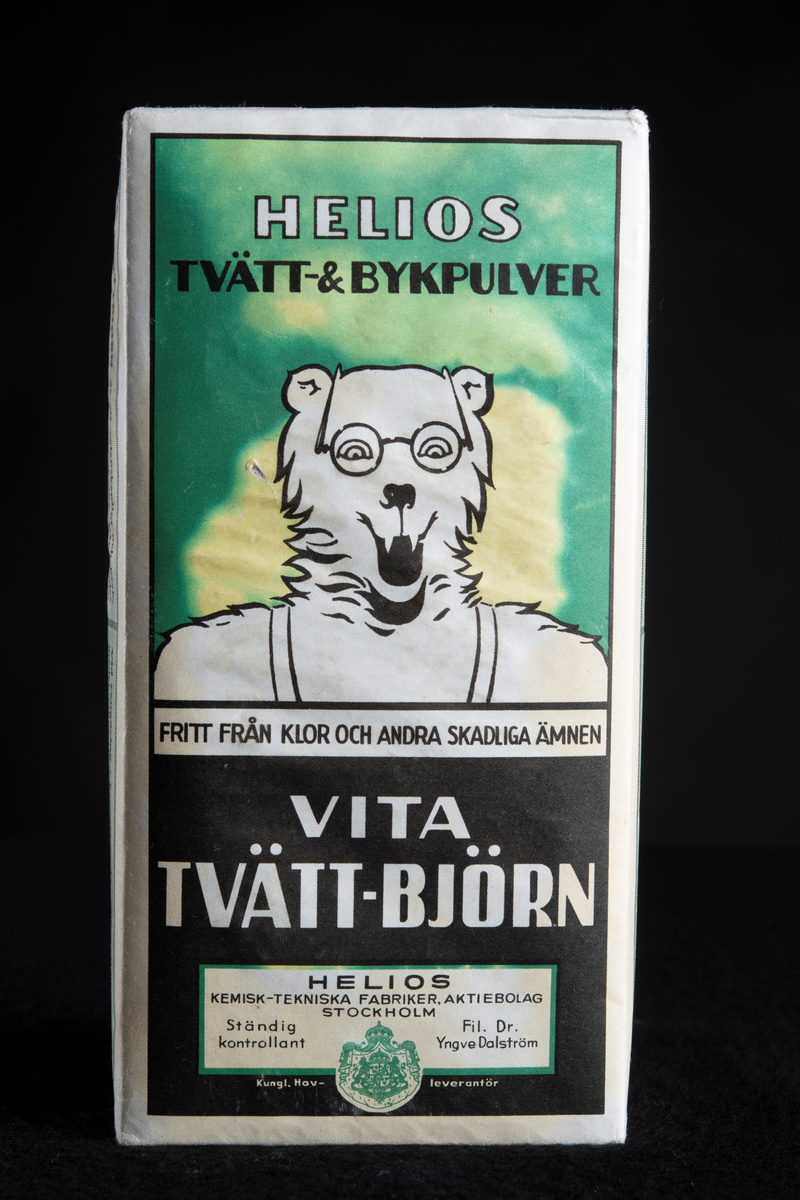 HELIOS
TVÄTT-& BYKPULVER
FRITT FRÅN KLOR OCH ANDRA SKADLIGA ÄMNEN
VITA
TVÄTT-BJÖRN
HELIOS
KEMISK-TEKNISKA FABRIKER, AKTIEBOLAG
STOCKHOLM
Ständig kontrollant
Fil. Dr. Yngve Dalström
Kungl. Hov- leverantör